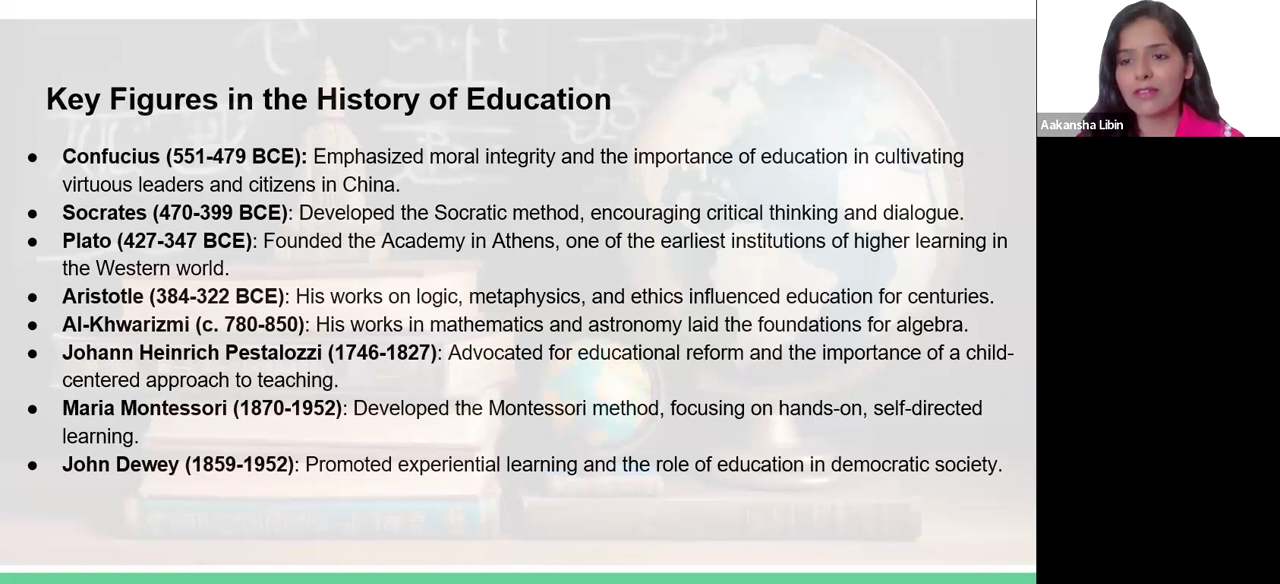 Key Figures in the History of Education
● Confucius (551-479 BCE): Emphasized moral integrity and the importance of education in cultivating
virtuous leaders and citizens in China.
● Socrates (470-399 BCE): Developed the Socratic method, encouraging critical thinking and dialogue.
● Plato (427-347 BCE): Founded the Academy in Athens, one of the earliest institutions of higher learning in
the Western world.
● Aristotle (384-322 BCE): His works on logic, metaphysics, and ethics influenced education for centuries.
● Al-Khwarizmi (c. 780-850): His works in mathematics and astronomy laid the foundations for algebra.
● Johann Heinrich Pestalozzi (1746-1827): Advocated for educational reform and the importance of a child-
centered approach to teaching.
● Maria Montessori (1870-1952): Developed the Montessori method, focusing on hands-on, self-directed
learning.
● John Dewey (1859-1952): Promoted experiential learning and the role of education in democratic society.
Aakansha Libin